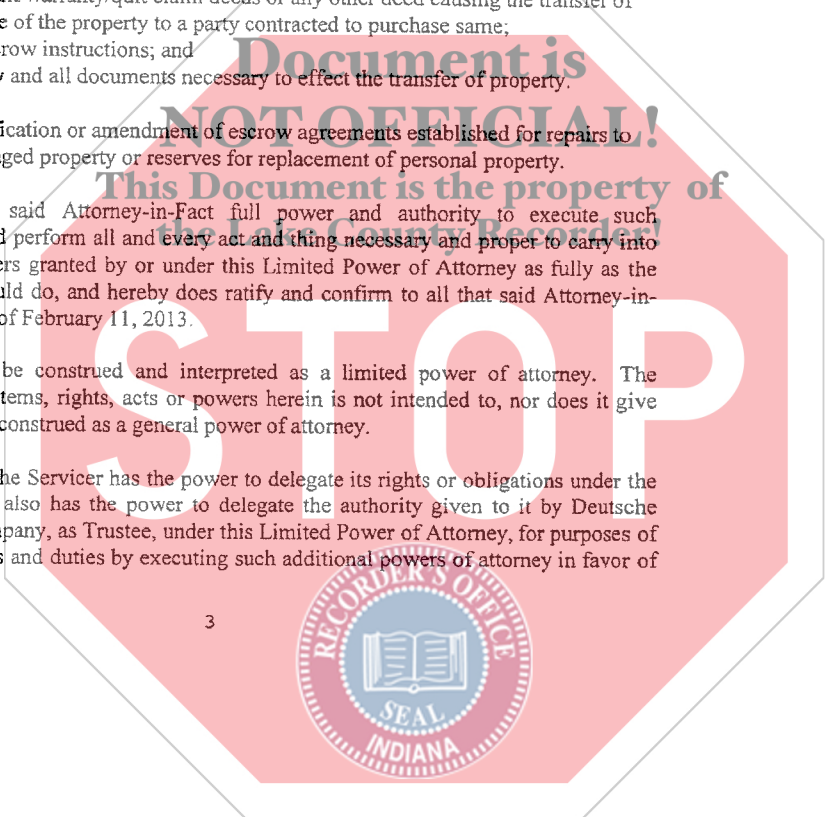 warranty/quit claim deeds or any other deed causing the transfer of
e of the property to a party contracted to purchase same;
row instructions; and
Document is
y and all documents necessary to effect the transfer of property.
NOT OFFICIAL!
ication or amendment of escrow agreements established for repairs to
ged property or reserves for replacement of personal property.
This Document is the property of
said Attorney-in-Fact full power and authority to execute such
the Lake County Recorder!
d perform all and every act and thing necessary and proper to carry into
ers granted by or under this Limited Power of Attorney as fully as the
uld do, and hereby does ratify and confirm to all that said Attorney-in-
of February 11, 2013.
STOP
be construed and interpreted as a limited power of attorney. The
tems, rights, acts or powers herein is not intended to, nor does it give
construed as a general power of attorney.
he Servicer has the power to delegate its rights or obligations under the
also has the power to delegate the authority given to it by Deutsche
pany, as Trustee, under this Limited Power of Attorney, for purposes of
s and duties by executing such additional powers of attorney in favor of
3
RECORDER'S OFFICE
SEAL
INDIANA